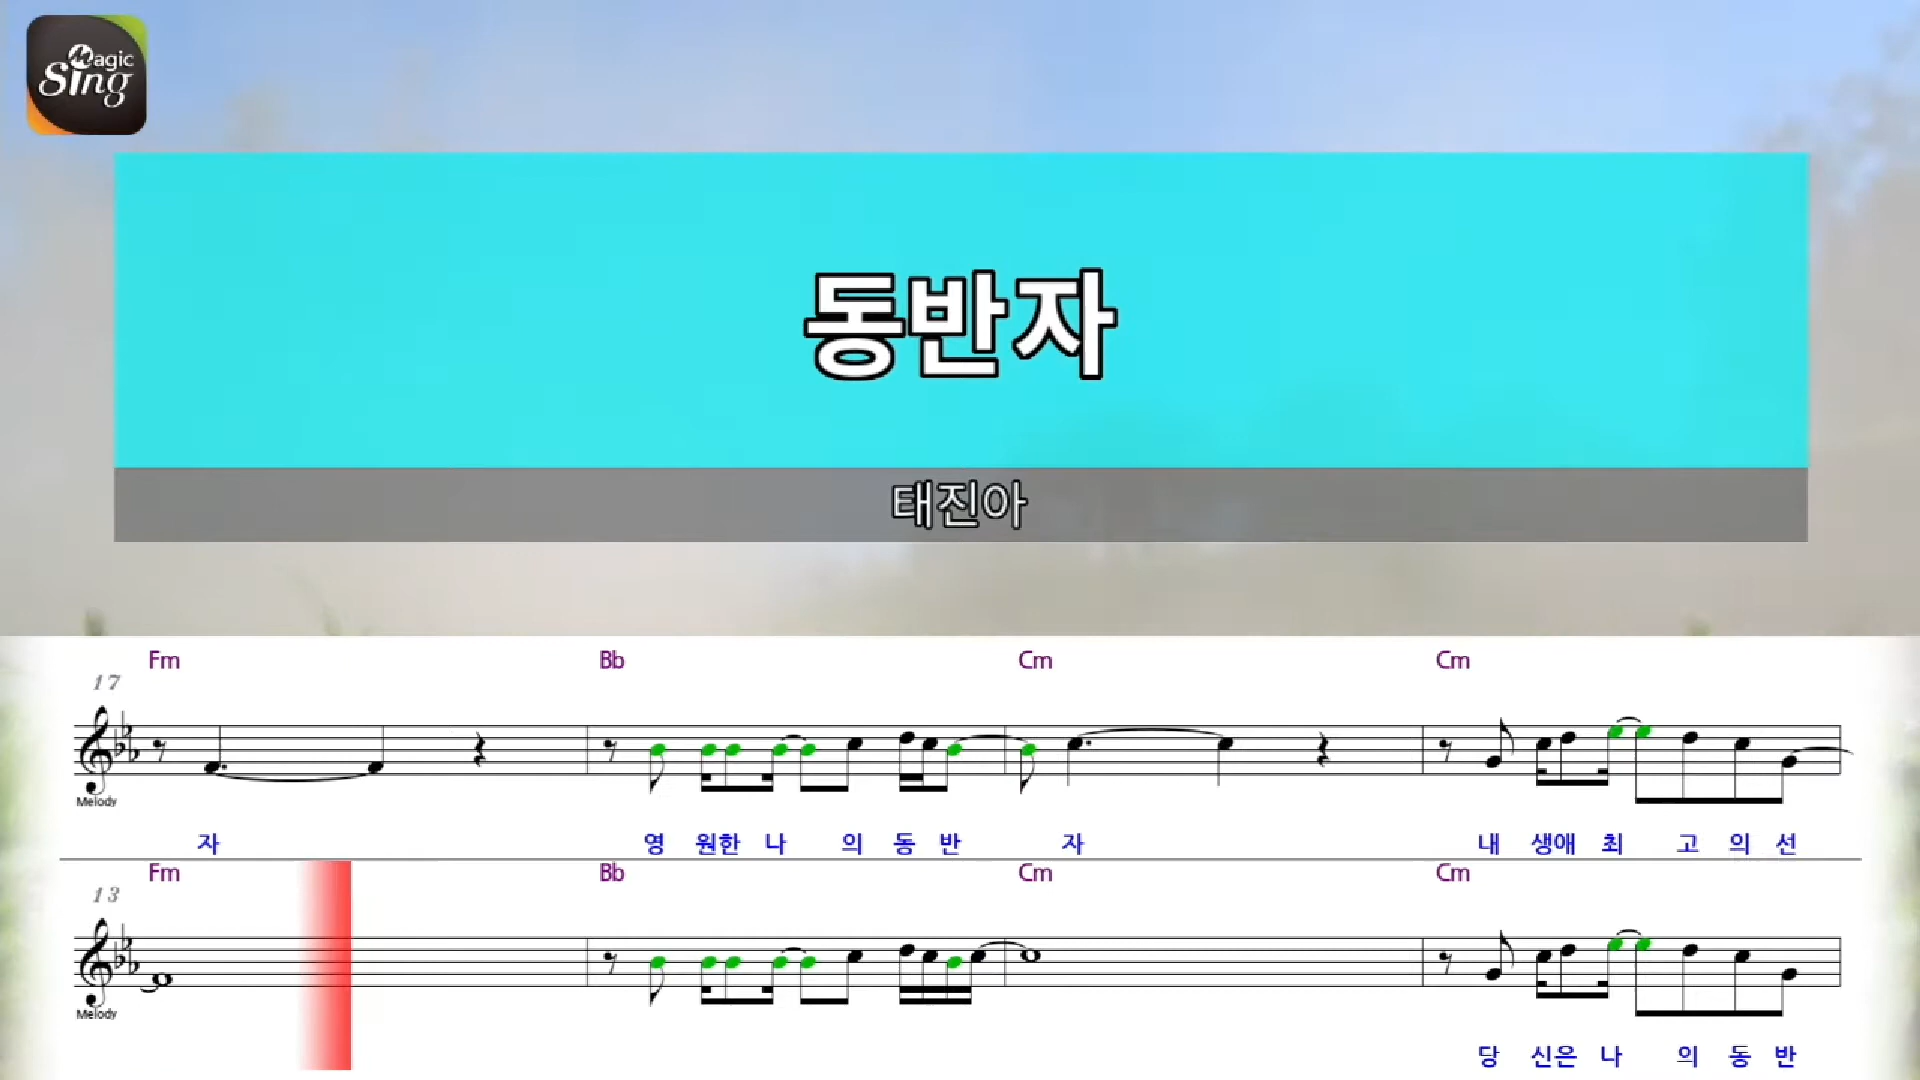 Magic
Sing
동반자
태진아
Fm Bb Cm Cm
17
Melody
자 영 원한 나 의 동 반 자 내 생애 최 고 의 선
Fm Bb Cm Cm
13
Melody
당 신은 나 의 동 반